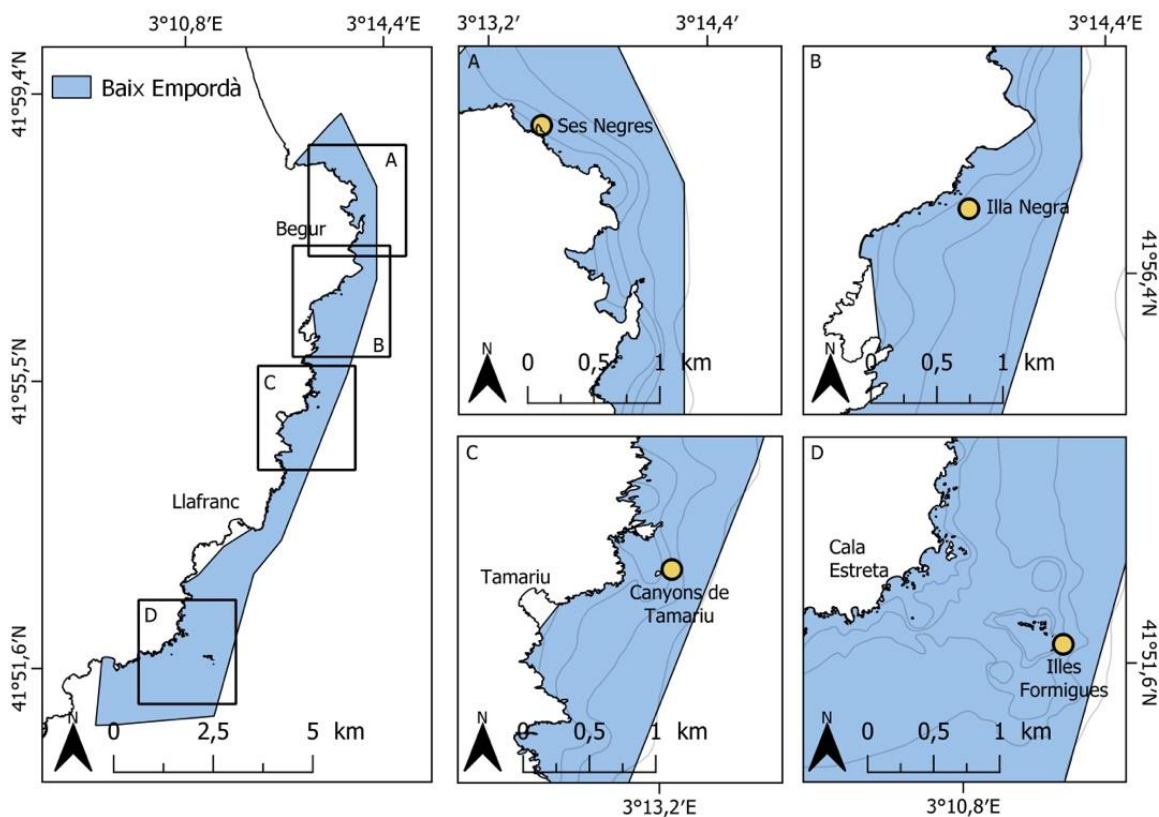 3°10,8′E
3°14,4′E
41°59,4′N
41°55,5′N
41°51,6′N
Baix Empordà
A
Begur
B
C
Llafranc
D
N
0 2,5 5 km
3°13,2′
3°14,4′
A
Ses Negres
N
0 0,5 1 km
3°14,4′E
B
Illa Negra
41°56,4′N
N
0 0,5 1 km
C
Tamariu
Canyons de
Tamariu
N
0 0,5 1 km
3°13,2′E
D
Cala
Estreta
Illes
Formigues
41°51,6′N
N
0 0,5 1 km
3°10,8′E